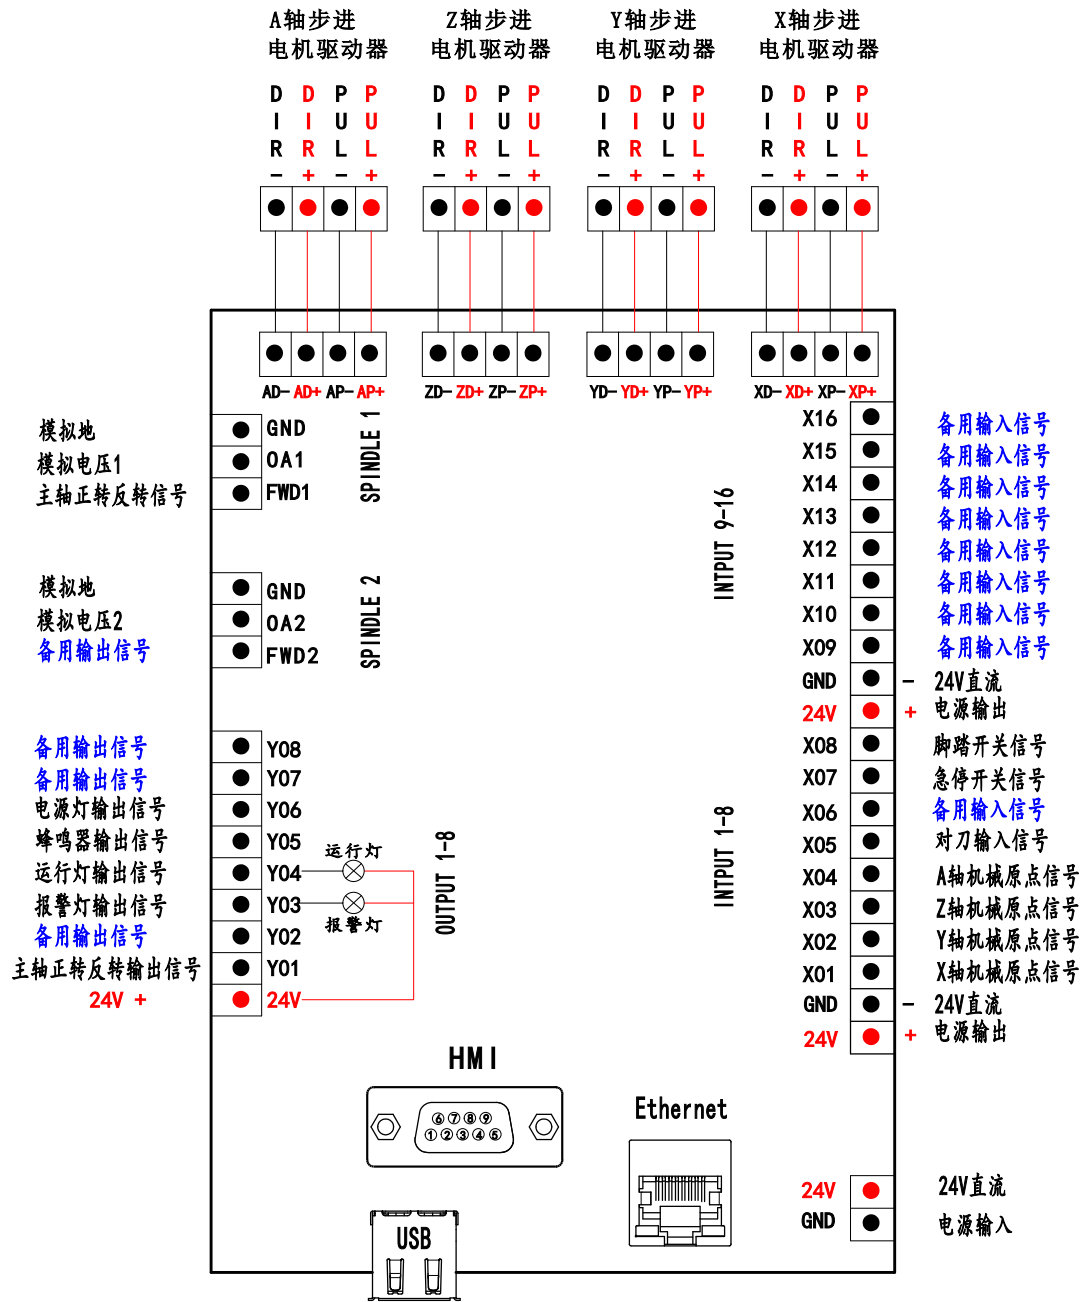 A轴步进
电机驱动器
Z轴步进
电机驱动器
Y轴步进
电机驱动器
X轴步进
电机驱动器
DIR- DIR+ PUL- PUL+
DIR- DIR+ PUL- PUL+
DIR- DIR+ PUL- PUL+
DIR- DIR+ PUL- PUL+
AD- AD+ AP- AP+
ZD- ZD+ ZP- ZP+
YD- YD+ YP- YP+
XD- XD+ XP- XP+
模拟地 GND
模拟电压1 OA1
主轴正转反转信号 FWD1
SPINDLE 1
模拟地 GND
模拟电压2 OA2
备用输出信号 FWD2
SPINDLE 2
备用输出信号 Y08
备用输出信号 Y07
电源灯输出信号 Y06
蜂鸣器输出信号 Y05
运行灯输出信号 Y04
报警灯输出信号 Y03
备用输出信号 Y02
主轴正转反转输出信号 Y01
24V + 24V
运行灯
报警灯
OUTPUT 1-8
X16 备用输入信号
X15 备用输入信号
X14 备用输入信号
X13 备用输入信号
X12 备用输入信号
X11 备用输入信号
X10 备用输入信号
X09 备用输入信号
INTPUT 9-16
GND - 24V直流
24V + 电源输出
X08 脚踏开关信号
X07 急停开关信号
X06 备用输入信号
X05 对刀输入信号
X04 A轴机械原点信号
X03 Z轴机械原点信号
X02 Y轴机械原点信号
X01 X轴机械原点信号
INTPUT 1-8
GND - 24V直流
24V + 电源输出
HMI
⑥⑦⑧⑨
①②③④⑤
Ethernet
USB
24V 24V直流
GND 电源输入